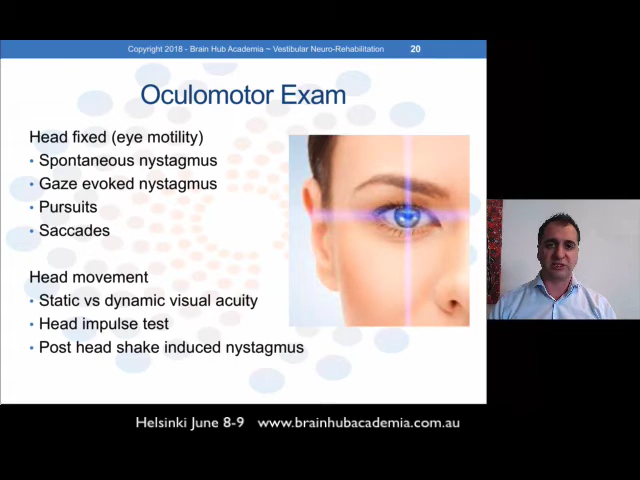 Copyright 2018 - Brain Hub Academia ~ Vestibular Neuro-Rehabilitation 20
Oculomotor Exam
Head fixed (eye motility)
• Spontaneous nystagmus
• Gaze evoked nystagmus
• Pursuits
• Saccades
Head movement
• Static vs dynamic visual acuity
• Head impulse test
• Post head shake induced nystagmus
Helsinki June 8-9 www.brainhubacademia.com.au